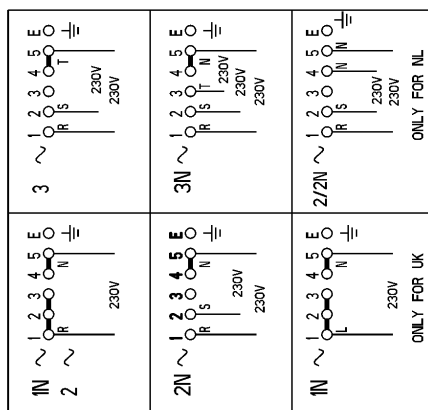 1N ~ 1 2 3 4 5 E
2 ~
R N
230V
3 ~ 1 2 3 4 5 E
R S T
230V
230V
2N ~ 1 2 3 4 5 E
R S N
230V
230V
3N ~ 1 2 3 4 5 E
R S T N
230V
230V
1N ~ 1 2 3 4 5 E
L N
230V
ONLY FOR UK
2/2N ~ 1 2 3 4 5 E
R S N N
230V
230V
ONLY FOR NL